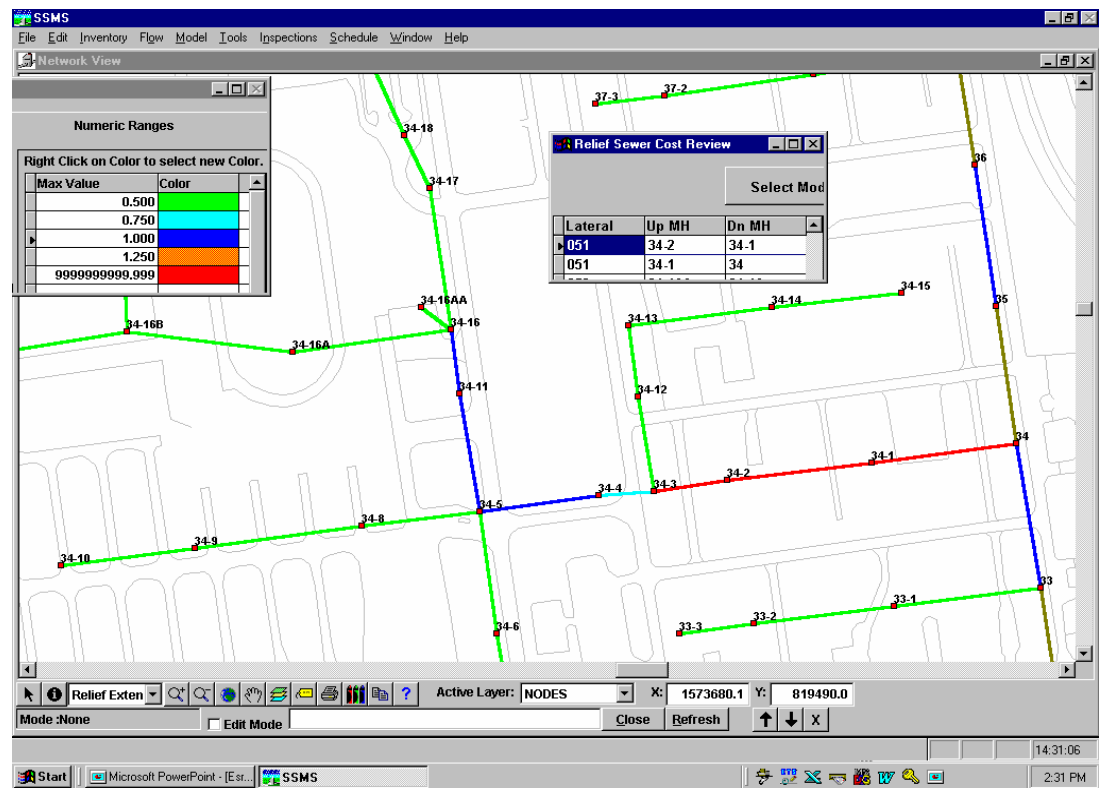 SSMS
File Edit Inventory Flow Model Tools Inspections Schedule Window Help
Network View
Numeric Ranges
Right Click on Color to select new Color.
Max Value Color
0.500
0.750
1.000
1.250
9999999999.999
Relief Sewer Cost Review
Select Mod
Lateral Up MH Dn MH
051 34-2 34-1
051 34-1 34
37-3
37-2
34-18
36
34-17
34-15
34-16AA
34-14
35
34-13
34-16B
34-16
34-16A
34-11
34-12
34
34-1
34-2
34-3
34-4
34-5
34-8
34-9
34-10
33
33-1
33-2
33-3
34-6
Relief Exten
Active Layer: NODES X: 1573680.1 Y: 819490.0
Mode :None Edit Mode Close Refresh X
14:31:06
Start Microsoft PowerPoint - [Esr... SSMS 2:31 PM